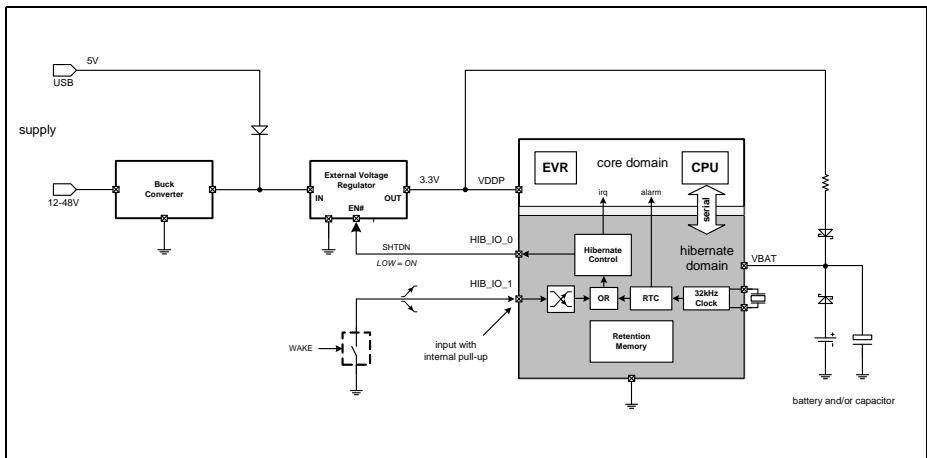 5V
USB
supply
Buck
Converter
12-48V
External Voltage
Regulator
IN
OUT
EN#
3.3V
VDDP
EVR
core domain
CPU
irq
alarm
serial
SHTDN
LOW = ON
HIB_IO_0
Hibernate
Control
hibernate
domain
VBAT
HIB_IO_1
OR
RTC
32kHz
Clock
WAKE
input with
internal pull-up
Retention
Memory
+
battery and/or capacitor